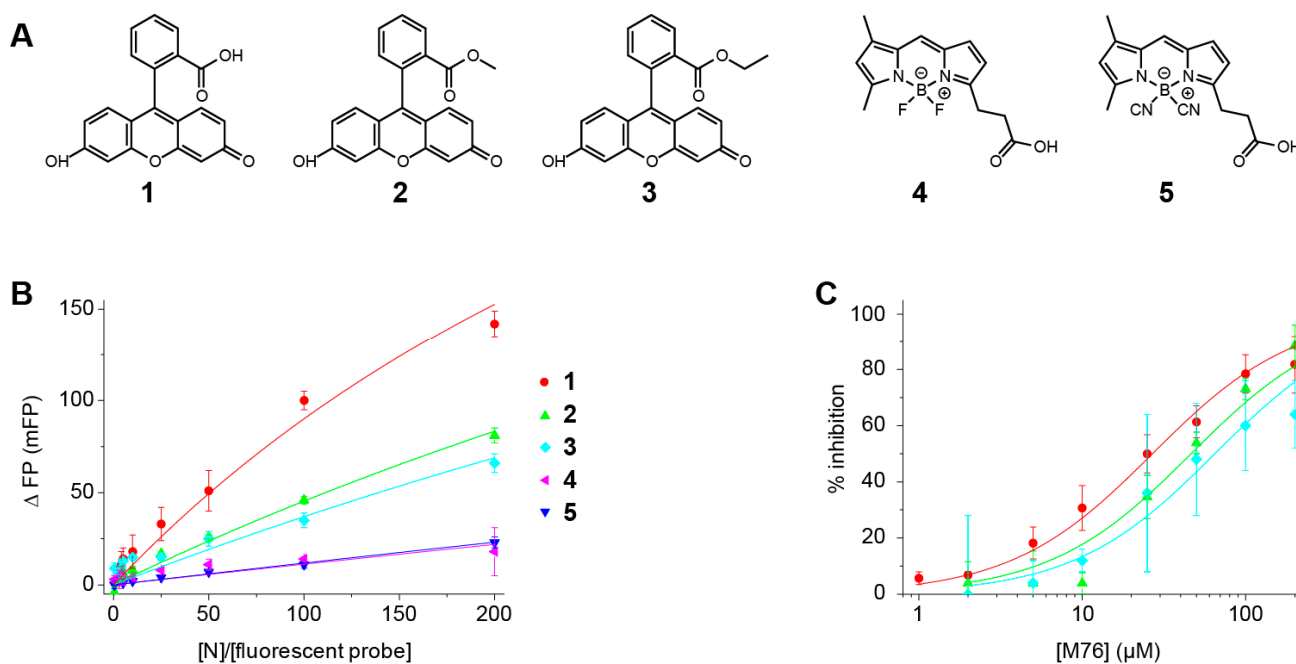 A
OH
O
OH
O
O
1
O
O
OH
O
O
2
O
O
OH
O
O
3
N
⊖
B
N
⊕
F
F
O
OH
4
N
⊖
B
N
⊕
CN
CN
O
OH
5
B
Δ FP (mFP)
150
100
50
0
0
50
100
150
200
[N]/[fluorescent probe]
1
2
3
4
5
C
% inhibition
100
80
60
40
20
0
1
10
100
[M76] (µM)